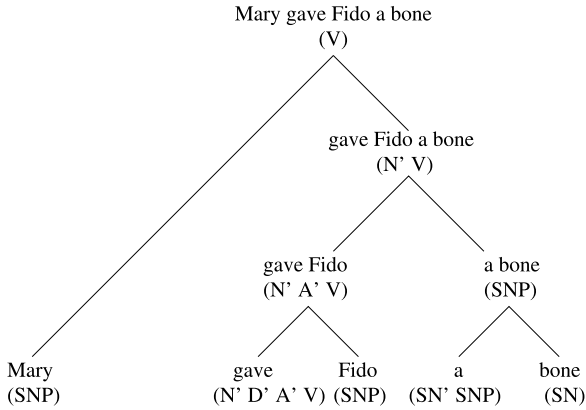 Mary gave Fido a bone
(V)
gave Fido a bone
(N’ V)
gave Fido
(N’ A’ V)
a bone
(SNP)
Mary
(SNP)
gave
(N’ D’ A’ V)
Fido
(SNP)
a
(SN’ SNP)
bone
(SN)